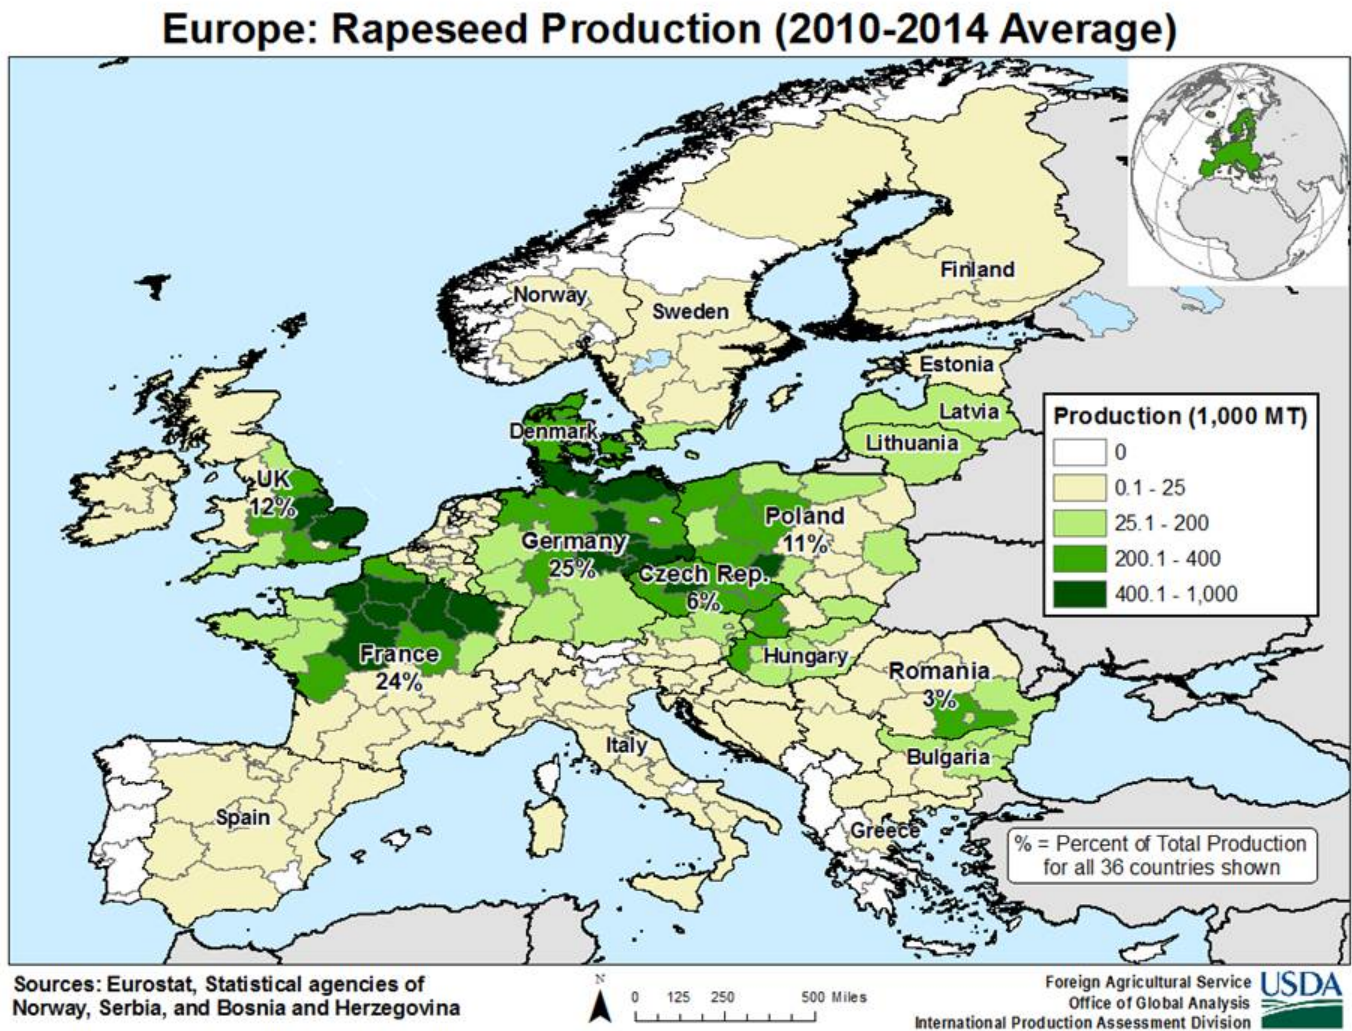 Europe: Rapeseed Production (2010-2014 Average)
Finland
Norway
Sweden
Estonia
Latvia
Lithuania
Denmark
UK
12%
Poland
11%
Germany
25%
Czech Rep.
6%
France
24%
Hungary
Romania
3%
Bulgaria
Italy
Spain
Greece
Production (1,000 MT)
0
0.1 - 25
25.1 - 200
200.1 - 400
400.1 - 1,000
% = Percent of Total Production
for all 36 countries shown
Sources: Eurostat, Statistical agencies of
Norway, Serbia, and Bosnia and Herzegovina
N
0 125 250 500 Miles
Foreign Agricultural Service
Office of Global Analysis
International Production Assessment Division
USDA